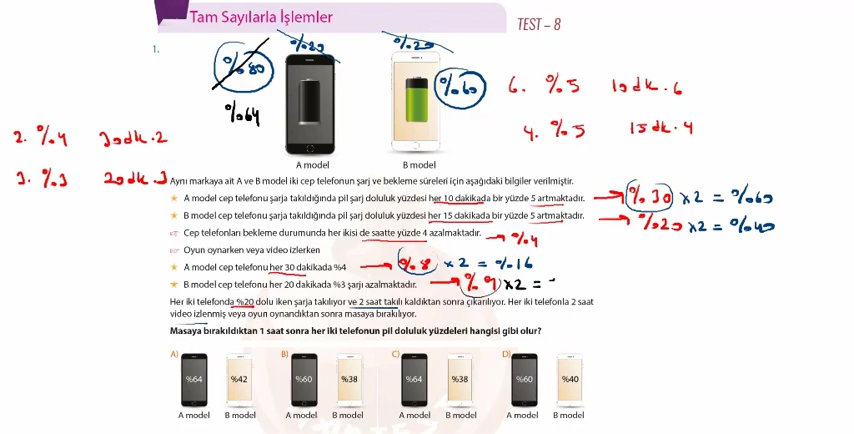 Tam Sayılarla İşlemler
TEST – 8
1.
%20
%20
%80
%60
%64
6. %5 10 dk . 6
4. %5 15 dk . 4
2. %4 30 dk . 2
3. %3 20 dk . 3
A model
B model
Aynı markaya ait A ve B model iki cep telefonun şarj ve bekleme süreleri için aşağıdaki bilgiler verilmiştir.
★ A model cep telefonu şarja takıldığında pil şarj doluluk yüzdesi her 10 dakikada bir yüzde 5 artmaktadır. → %30 x2 = %60
★ B model cep telefonu şarja takıldığında pil şarj doluluk yüzdesi her 15 dakikada bir yüzde 5 artmaktadır. → %20 x2 = %40
Cep telefonları bekleme durumunda her ikisi de saatte yüzde 4 azalmaktadır. → %4
Oyun oynarken veya video izlerken
★ A model cep telefonu her 30 dakikada %4 → %8 x2 = %16
★ B model cep telefonu her 20 dakikada %3 şarjı azalmaktadır. → %9 x2 =
Her iki telefonda %20 dolu iken şarja takılıyor ve 2 saat takılı kaldıktan sonra çıkarılıyor. Her iki telefonla 2 saat
video izlenmiş veya oyun oynandıktan sonra masaya bırakılıyor.
Masaya bırakıldıktan 1 saat sonra her iki telefonun pil doluluk yüzdeleri hangisi gibi olur?
A) %64 %42
A model B model
B) %60 %38
A model B model
C) %64 %38
A model B model
D) %60 %40
A model B model